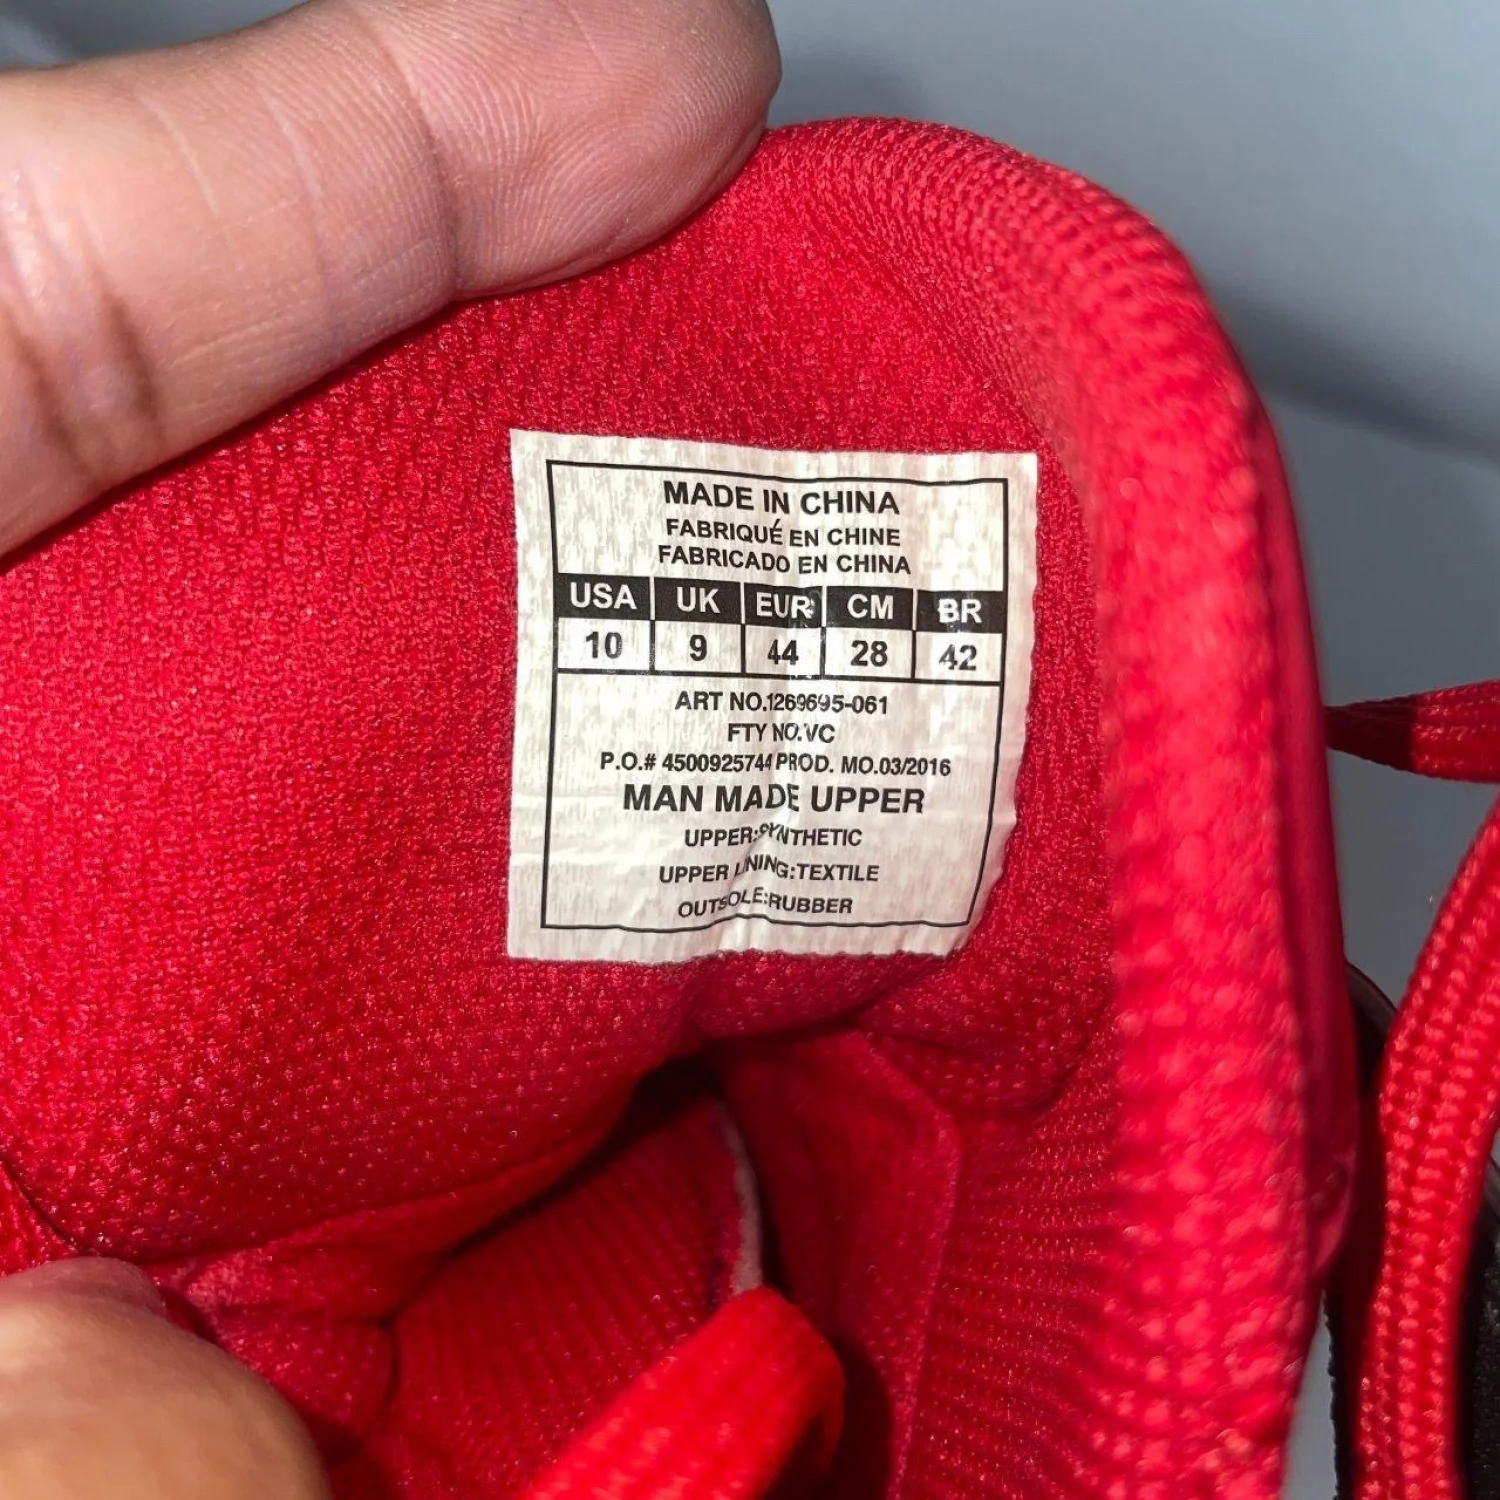 MADE IN CHINA
FABRIQUÉ EN CHINE
FABRICADO EN CHINA
USA UK EUR CM BR
10 9 44 28 42
ART NO.1269695-061
FTY NO.VC
P.O.# 4500925744 PROD. MO.03/2016
MAN MADE UPPER
UPPER:SYNTHETIC
UPPER LINING:TEXTILE
OUTSOLE:RUBBER